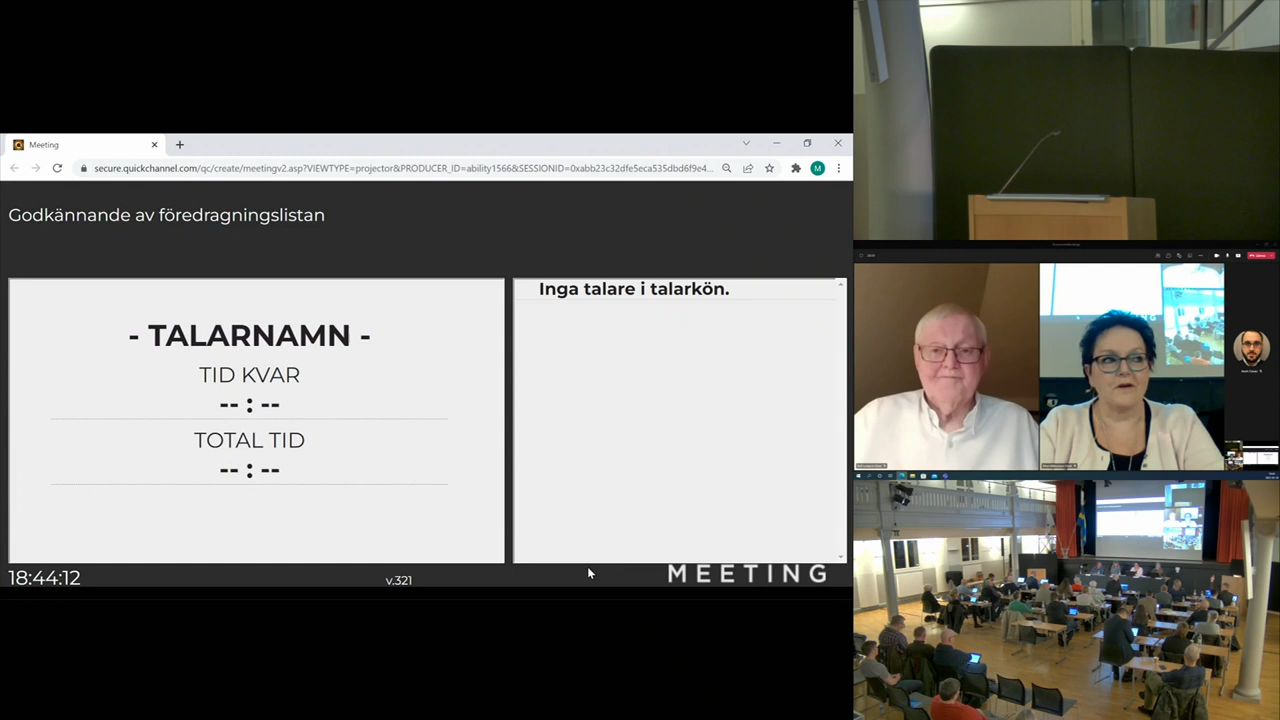 Meeting
secure.quickchannel.com/qc/create/meetingv2.asp?VIEWTYPE=projector&PRODUCER_ID=ability1566&SESSIONID=0xabb23c32dfe5eca535dbd6f9e4...
M
Godkännande av föredragningslistan
- TALARNAMN -
TID KVAR
-- : --
TOTAL TID
-- : --
Inga talare i talarkön.
18:44:12
v.321
MEETING